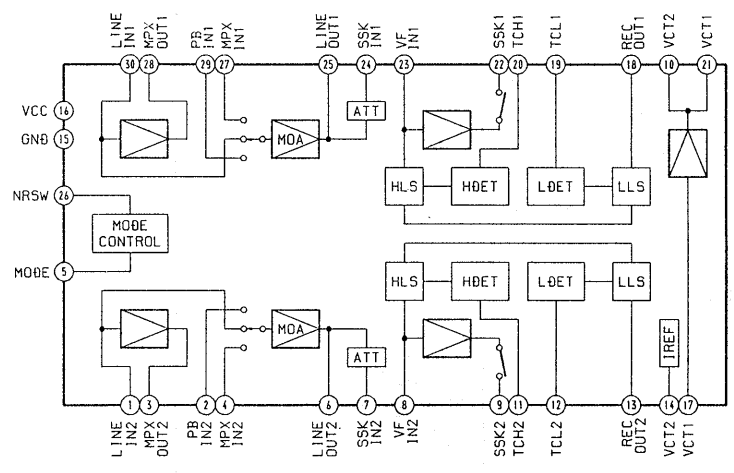 LINE IN1
MPX OUT1
PB IN1
MPX IN1
LINE OUT1
SSK IN1
VF IN1
SSK1
TCH1
TCL1
REC OUT1
VCT2
VCT1
30
28
29
27
25
24
23
22
20
19
18
10
21
VCC 16
GND 15
NRSW 26
MODE 5
MODE CONTROL
MOA
ATT
HLS
HDET
LDET
LLS
HLS
HDET
LDET
LLS
MOA
ATT
IREF
1
3
2
4
6
7
8
9
11
12
13
14
17
LINE IN2
MPX OUT2
PB IN2
MPX IN2
LINE OUT2
SSK IN2
VF IN2
SSK2
TCH2
TCL2
REC OUT2
VCT2
VCT1